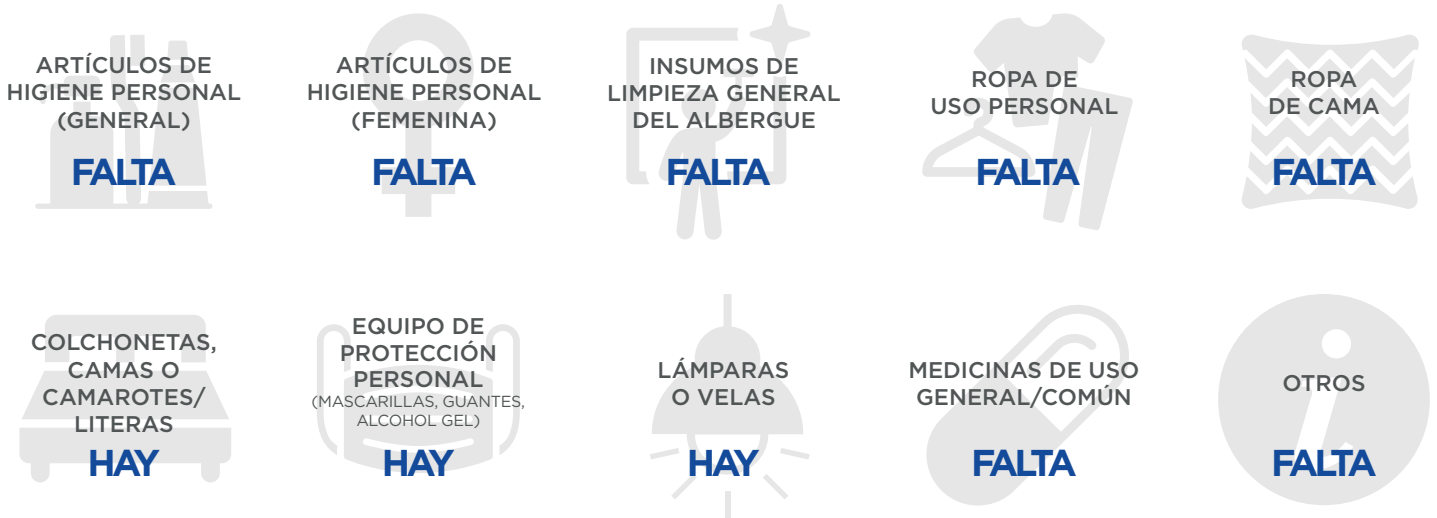 ARTÍCULOS DE
HIGIENE PERSONAL
(GENERAL)
FALTA
ARTÍCULOS DE
HIGIENE PERSONAL
(FEMENINA)
FALTA
INSUMOS DE
LIMPIEZA GENERAL
DEL ALBERGUE
FALTA
ROPA DE
USO PERSONAL
FALTA
ROPA
DE CAMA
FALTA
COLCHONETAS,
CAMAS O
CAMAROTES/
LITERAS
HAY
EQUIPO DE
PROTECCIÓN
PERSONAL
(MASCARILLAS, GUANTES,
ALCOHOL GEL)
HAY
LÁMPARAS
O VELAS
HAY
MEDICINAS DE USO
GENERAL/COMÚN
FALTA
OTROS
FALTA